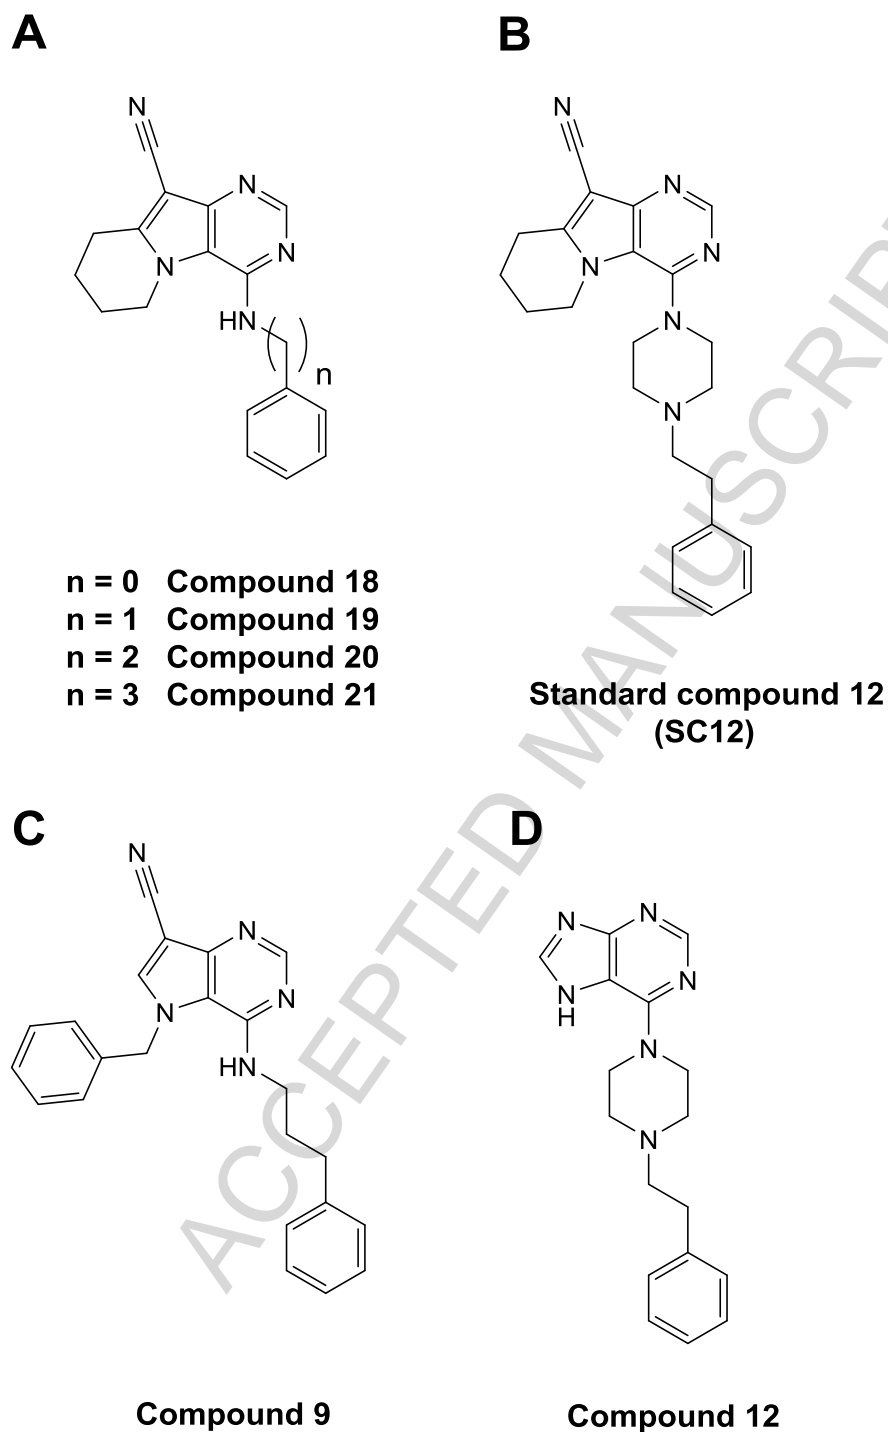 A
B
N
N
N
N
HN
n
N
N
N
N
N
N
n = 0 Compound 18
n = 1 Compound 19
n = 2 Compound 20
n = 3 Compound 21
Standard compound 12
(SC12)
C
D
N
N
N
N
HN
N
N
N
N
H
N
N
Compound 9
Compound 12
ACCEPTED MANUSCRIPT